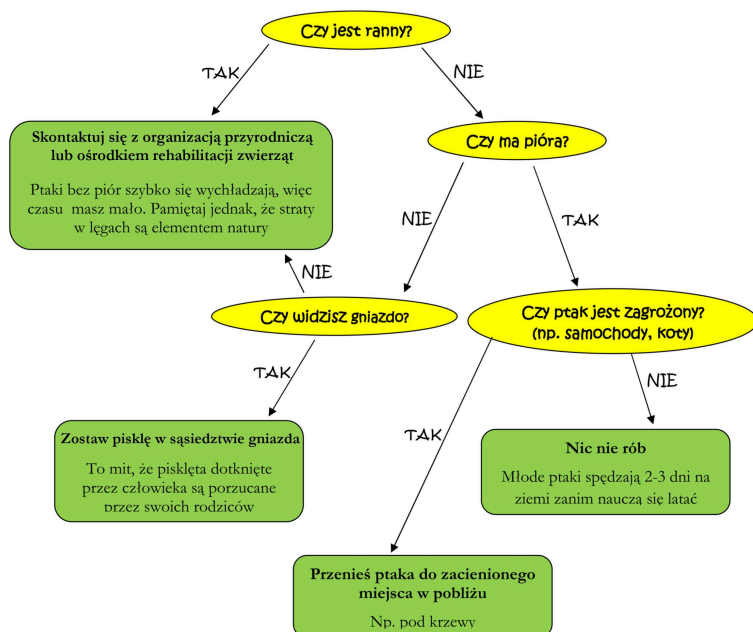 Czy jest ranny?
TAK
NIE
Skontaktuj się z organizacją przyrodniczą
lub ośrodkiem rehabilitacji zwierząt
Ptaki bez piór szybko się wychładzają, więc
czasu masz mało. Pamiętaj jednak, że straty
w lęgach są elementem natury
Czy ma pióra?
NIE
TAK
NIE
Czy widzisz gniazdo?
Czy ptak jest zagrożony?
(np. samochody, koty)
TAK
NIE
TAK
Zostaw pisklę w sąsiedztwie gniazda
To mit, że pisklęta dotknięte
przez człowieka są porzucane
przez swoich rodziców
Nic nie rób
Młode ptaki spędzają 2-3 dni na
ziemi zanim nauczą się latać
Przenieś ptaka do zacienionego
miejsca w pobliżu
Np. pod krzewy